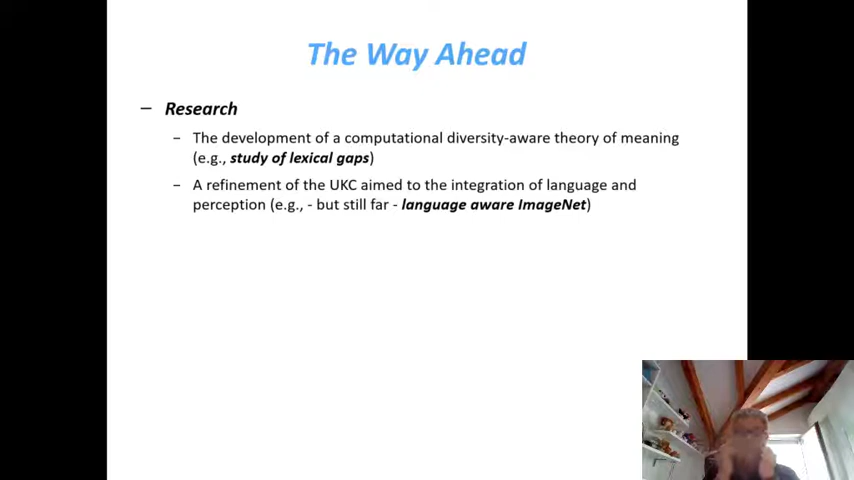 The Way Ahead
– Research
– The development of a computational diversity-aware theory of meaning
(e.g., study of lexical gaps)
– A refinement of the UKC aimed to the integration of language and
perception (e.g., - but still far - language aware ImageNet)